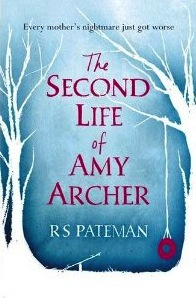 Every mother's nightmare just got worse
The
SECOND
LIFE
of
AMY
ARCHER
R S PATEMAN